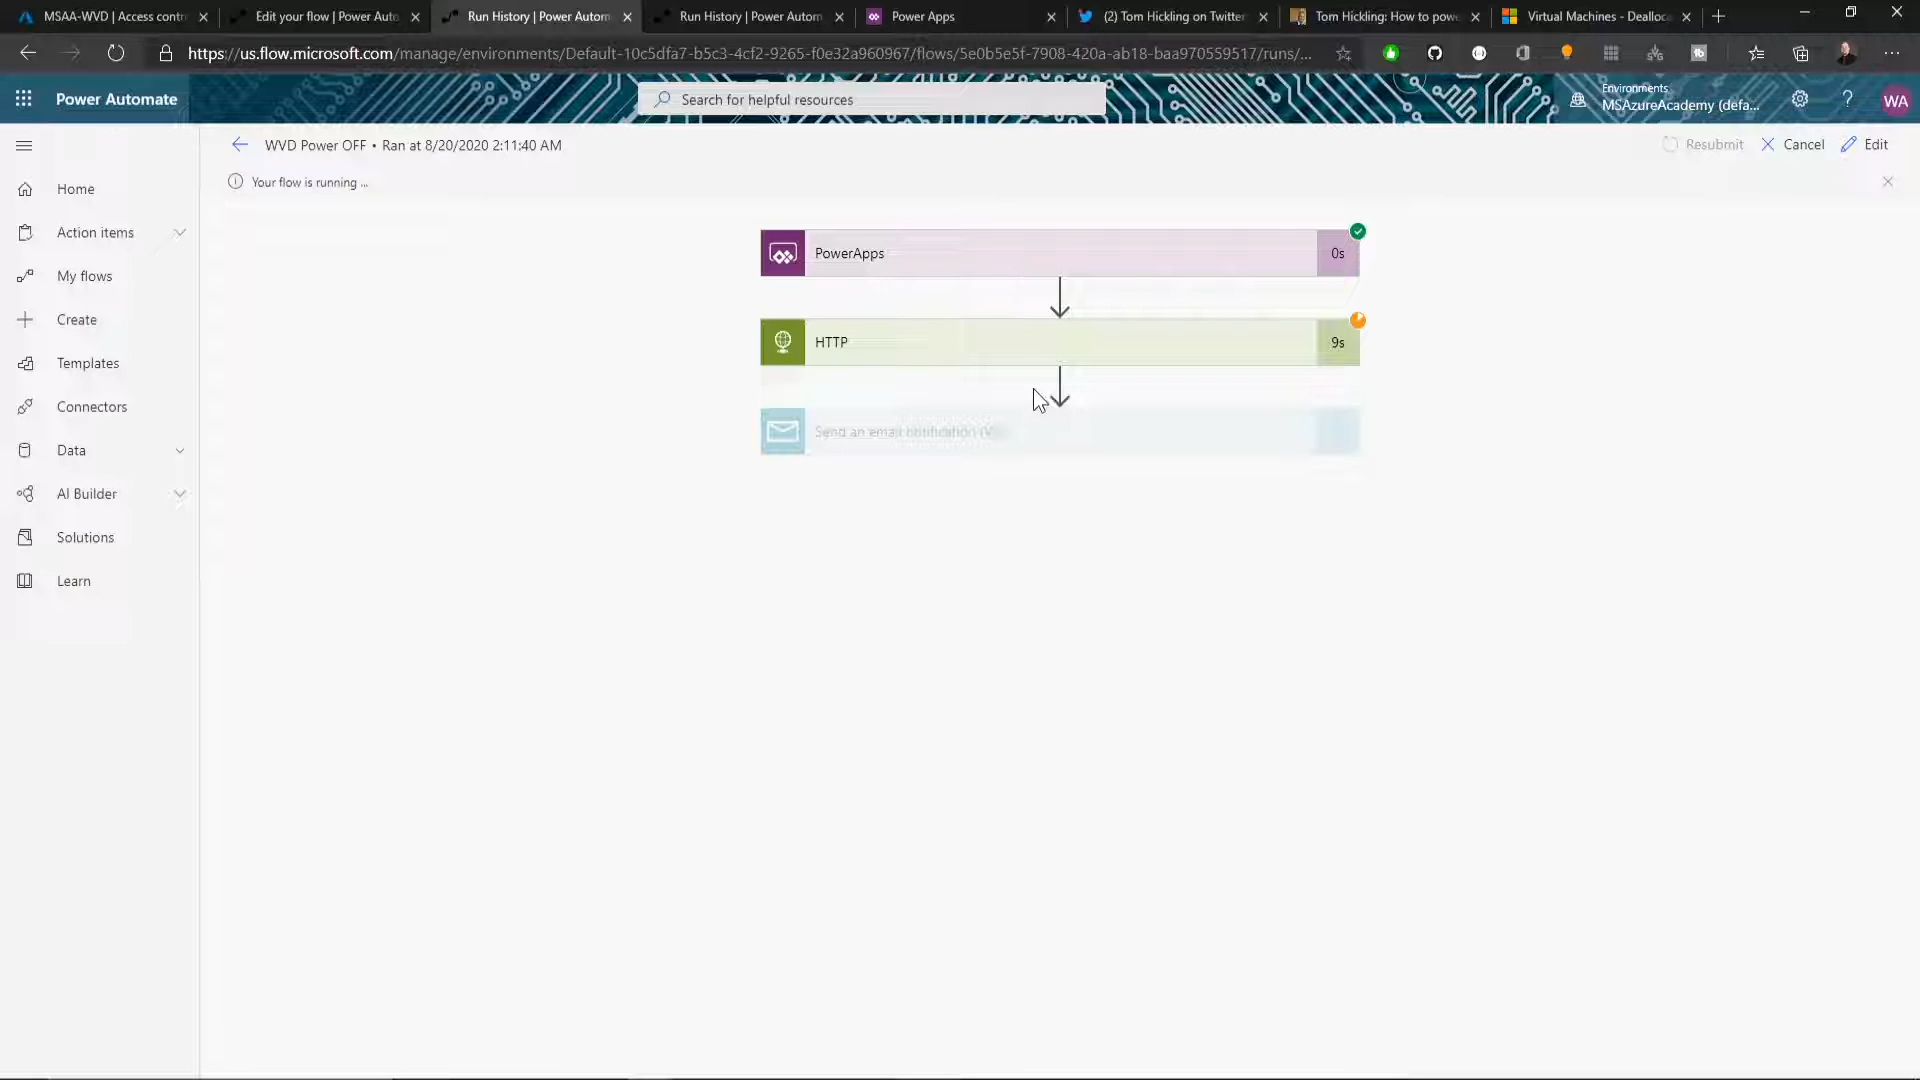 MSAA-WVD | Access contr
Edit your flow | Power Auto
Run History | Power Autom
Run History | Power Autom
Power Apps
(2) Tom Hickling on Twitter
Tom Hickling: How to powe
Virtual Machines - Dealloca
https://us.flow.microsoft.com/manage/environments/Default-10c5dfa7-b5c3-4cf2-9265-f0e32a960967/flows/5e0b5e5f-7908-420a-ab18-baa970559517/runs/...
Power Automate
Search for helpful resources
Environments
MSAzureAcademy (defa...
WA
WVD Power OFF • Ran at 8/20/2020 2:11:40 AM
Resubmit
Cancel
Edit
Your flow is running ...
Home
Action items
My flows
Create
Templates
Connectors
Data
AI Builder
Solutions
Learn
PowerApps
0s
HTTP
9s
Send an email notification (V